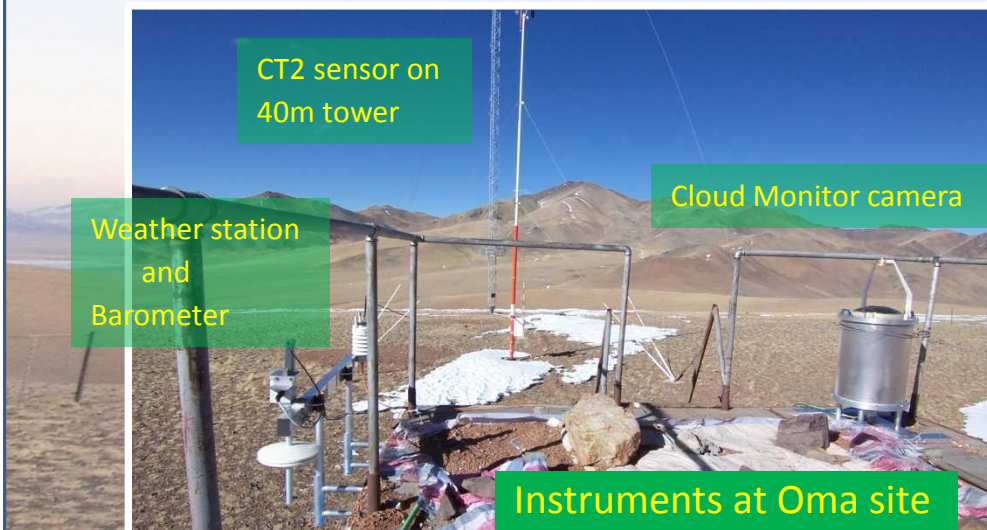 CT2 sensor on
40m tower
Cloud Monitor camera
Weather station
and
Barometer
Instruments at Oma site